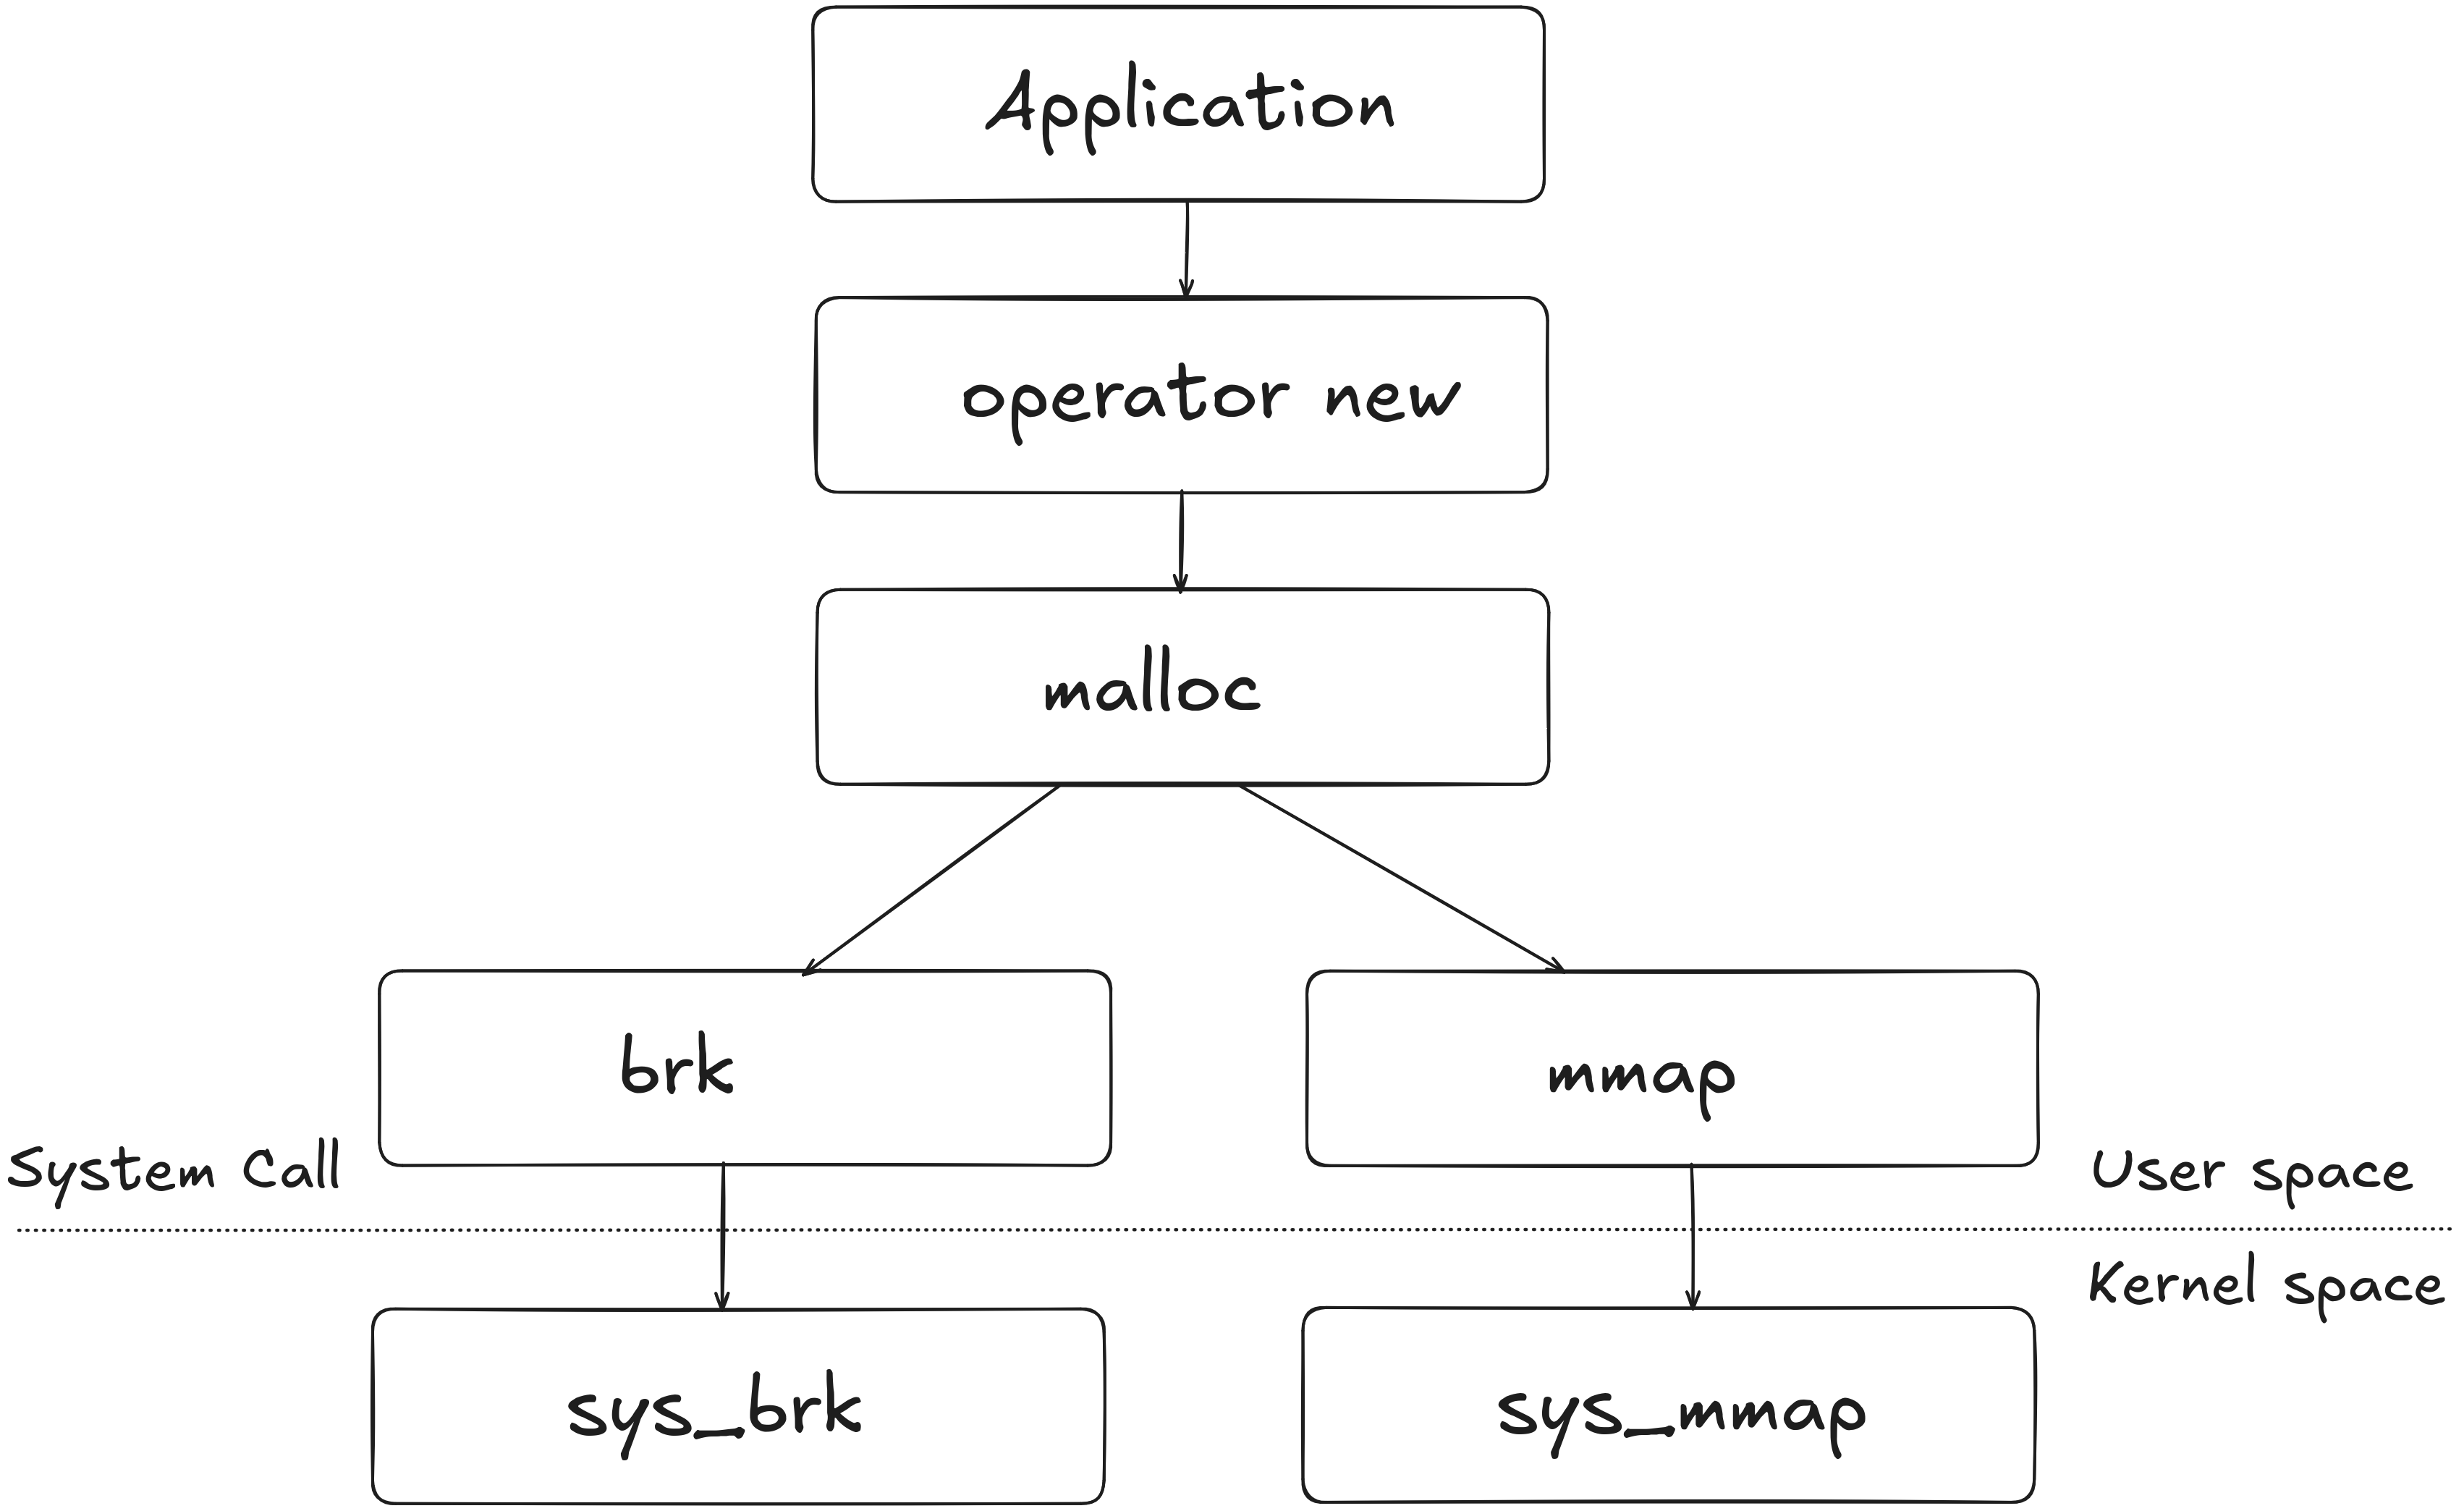 Application
operator new
malloc
brk
mmap
System Call
User space
Kernel space
sys_brk
sys_mmap